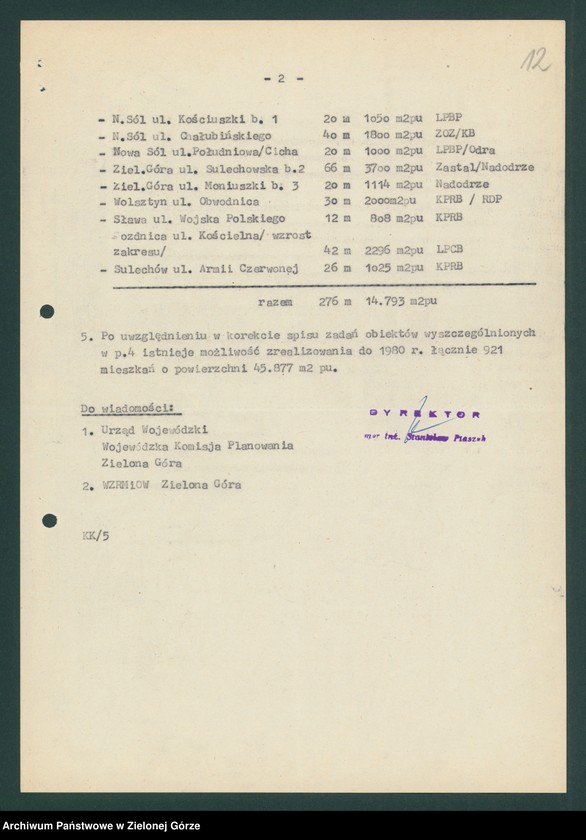 12
- 2 -
- N.Sól ul. Kościuszki b. 1 20 m 1050 m2pu LPBP
- N.Sól ul. Chałubińskiego 40 m 1800 m2pu ZOZ/KB
- Nowa Sól ul.Południowa/Cicha 20 m 1000 m2pu LPBP/Odra
- Ziel.Góra ul. Sulechowska b.2 66 m 3700 m2pu Zastal/Nadodrze
- Ziel.Góra ul. Moniuszki b. 3 20 m 1114 m2pu Nadodrze
- Wolsztyn ul. Obwodnica 30 m 2000m2pu KPRB / RDP
- Sława ul. Wojska Polskiego 12 m 808 m2pu KPRB
ozdnica ul. Kościelna/ wzrost
zakresu/ 42 m 2296 m2pu LPCB
- Sulechów ul. Armii Czerwonej 26 m 1025 m2pu KPRB
razem 276 m 14.793 m2pu
5. Po uwzględnieniu w korekcie spisu zadań obiektów wyszczególnionych
w p.4 istnieje możliwość zrealizowania do 1980 r. łącznie 921
mieszkań o powierzchni 45.877 m2 pu.
Do wiadomości:
DYREKTOR
mgr inż. Stanisław Piaszek
1. Urząd Wojewódzki
Wojewódzka Komisja Planowania
Zielona Góra
2. WZRMiOW Zielona Góra
KK/5
Archiwum Państwowe w Zielonej Górze